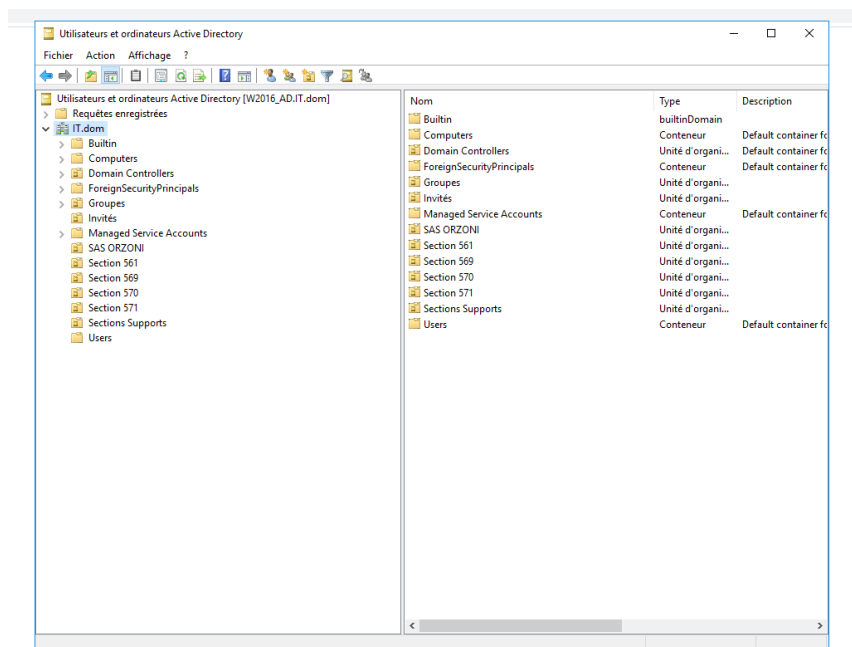 Utilisateurs et ordinateurs Active Directory
Fichier Action Affichage ?
Utilisateurs et ordinateurs Active Directory [W2016_AD.IT.dom]
Requêtes enregistrées
IT.dom
Builtin
Computers
Domain Controllers
ForeignSecurityPrincipals
Groupes
Invités
Managed Service Accounts
SAS ORZONI
Section 561
Section 569
Section 570
Section 571
Sections Supports
Users
Nom Type Description
Builtin builtinDomain
Computers Conteneur Default container fo
Domain Controllers Unité d'organi... Default container fo
ForeignSecurityPrincipals Conteneur Default container fo
Groupes Unité d'organi...
Invités Unité d'organi...
Managed Service Accounts Conteneur Default container fo
SAS ORZONI Unité d'organi...
Section 561 Unité d'organi...
Section 569 Unité d'organi...
Section 570 Unité d'organi...
Section 571 Unité d'organi...
Sections Supports Unité d'organi...
Users Conteneur Default container fo